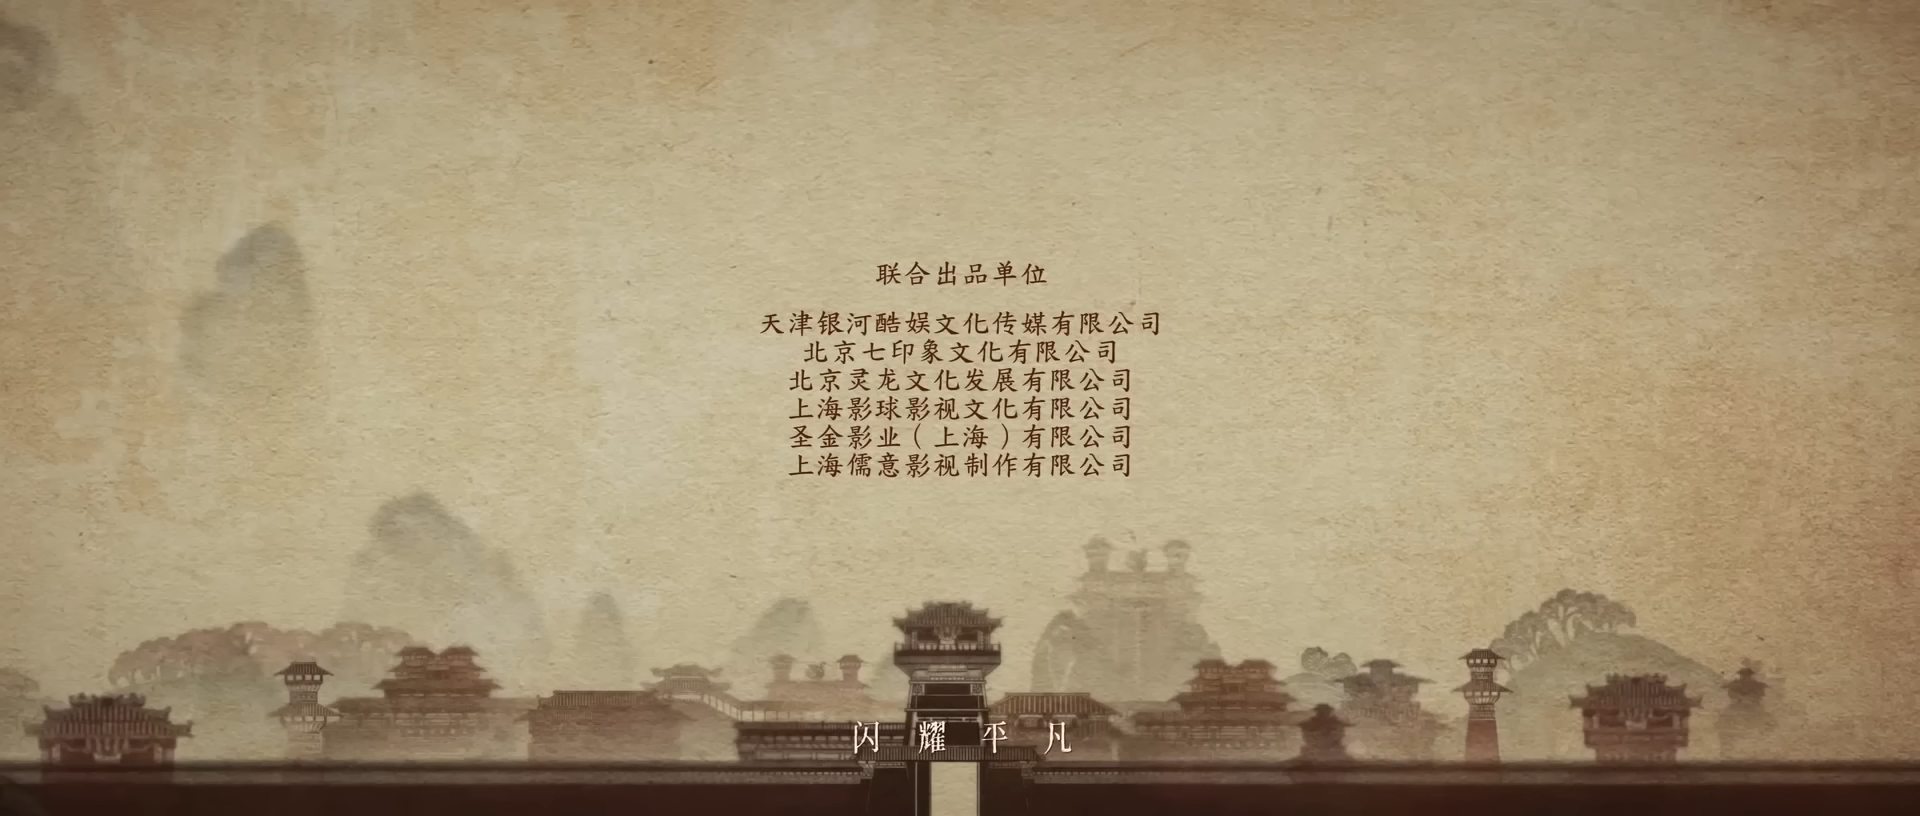 联合出品单位
天津银河酷娱文化传媒有限公司
北京七印象文化有限公司
北京灵龙文化发展有限公司
上海影球影视文化有限公司
圣金影业（上海）有限公司
上海儒意影视制作有限公司
闪耀平凡